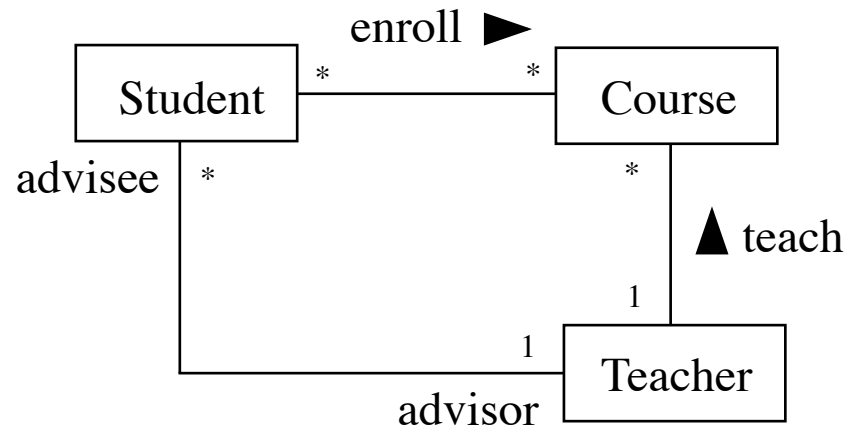 enroll
* *
Student Course
advisee * *
teach
1
1
Teacher
advisor